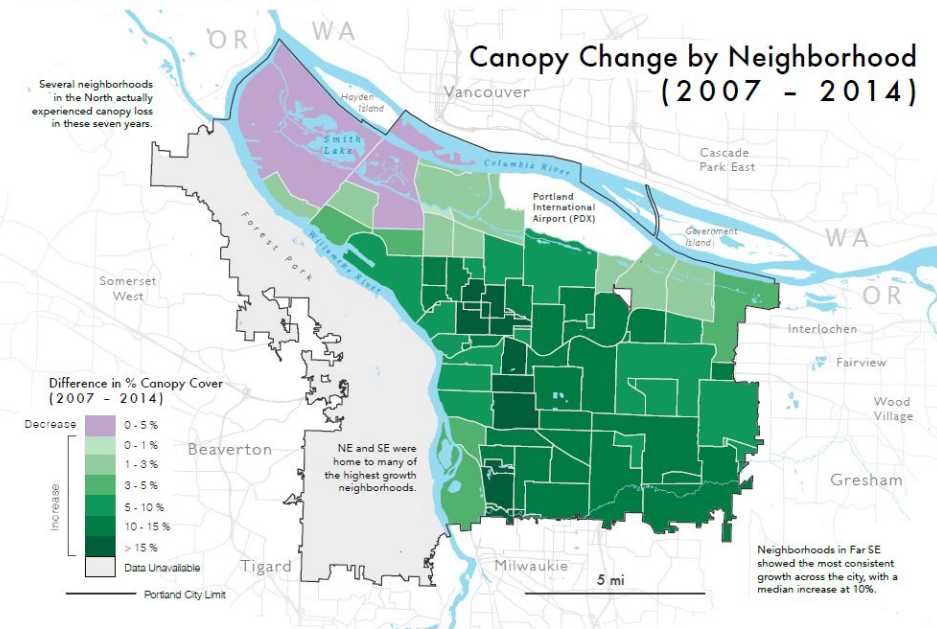 Canopy Change by Neighborhood
(2007 – 2014)
OR
WA
Several neighborhoods
in the North actually
experienced canopy loss
in these seven years.
Hayden
Island
Vancouver
Smith
Lake
Columbia River
Cascade
Park East
Portland
International
Airport (PDX)
Government
Island
WA
OR
Forest Park
Willamette River
Somerset
West
Interlochen
Fairview
Wood
Village
Gresham
Difference in % Canopy Cover
(2007 – 2014)
Decrease
0 - 5 %
Increase
0 - 1 %
1 - 3 %
3 - 5 %
5 - 10 %
10 - 15 %
> 15 %
Data Unavailable
Portland City Limit
Beaverton
NE and SE were
home to many of
the highest growth
neighborhoods.
Tigard
Milwaukie
5 mi
Neighborhoods in Far SE
showed the most consistent
growth across the city, with a
median increase at 10%.